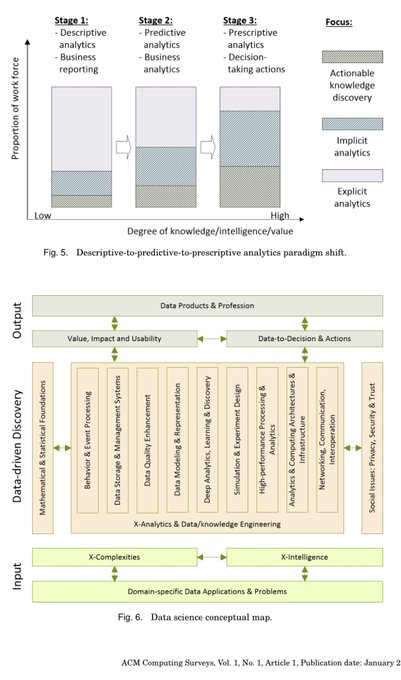 Stage 1:
- Descriptive
analytics
- Business
reporting
Stage 2:
- Predictive
analytics
- Business
analytics
Stage 3:
- Prescriptive
analytics
- Decision-
taking actions
Focus:
Actionable
knowledge
discovery
Implicit
analytics
Explicit
analytics
Proportion of work force
Low
High
Degree of knowledge/intelligence/value
Fig. 5. Descriptive-to-predictive-to-prescriptive analytics paradigm shift.
Output
Data Products & Profession
Value, Impact and Usability
Data-to-Decision & Actions
Data-driven Discovery
Mathematical & Statistical Foundations
Behavior & Event Processing
Data Storage & Management Systems
Data Quality Enhancement
Data Modeling & Representation
Deep Analytics, Learning & Discovery
Simulation & Experiment Design
High-performance Processing &
Analytics
Analytics & Computing Architectures &
Infrastructure
Networking, Communication,
Interoperation
Social Issues: Privacy, Security & Trust
X-Analytics & Data/knowledge Engineering
Input
X-Complexities
X-Intelligence
Domain-specific Data Applications & Problems
Fig. 6. Data science conceptual map.
ACM Computing Surveys, Vol. 1, No. 1, Article 1, Publication date: January 2